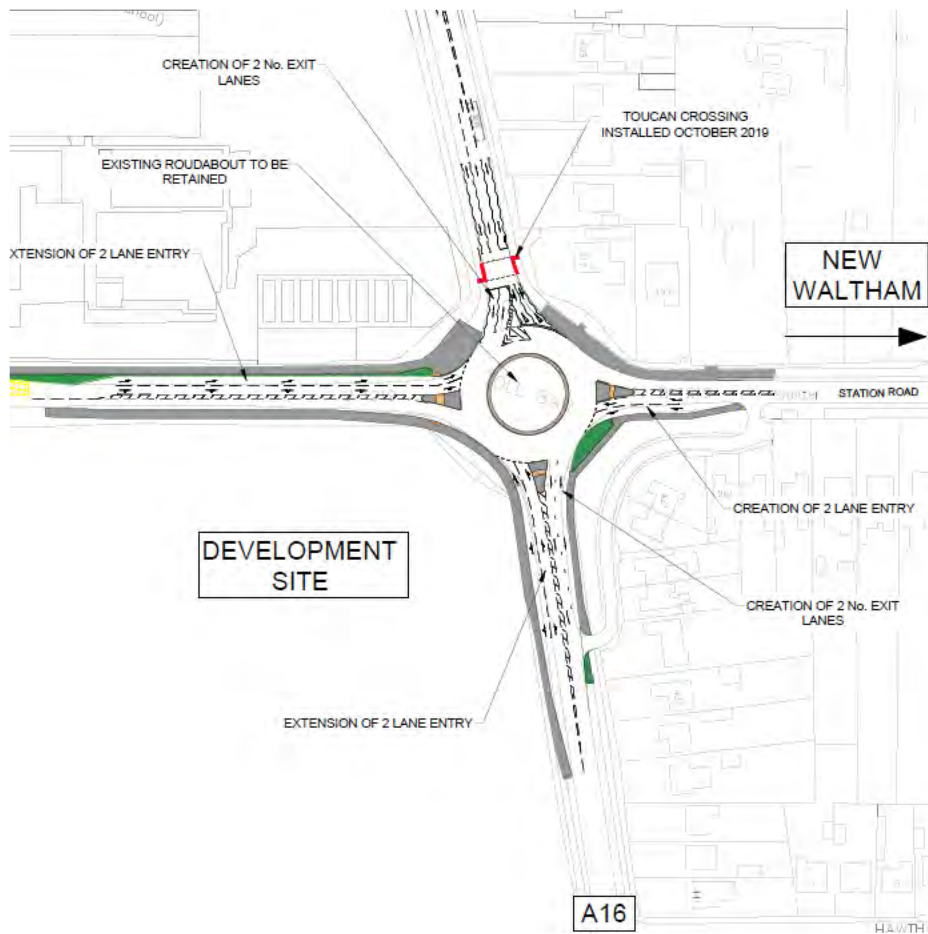 chool)
CREATION OF 2 No. EXIT
LANES
TOUCAN CROSSING
INSTALLED OCTOBER 2019
EXISTING ROUDABOUT TO BE
RETAINED
EXTENSION OF 2 LANE ENTRY
NEW
WALTHAM
STATION ROAD
CREATION OF 2 LANE ENTRY
DEVELOPMENT
SITE
CREATION OF 2 No. EXIT
LANES
EXTENSION OF 2 LANE ENTRY
A16
HAWTH